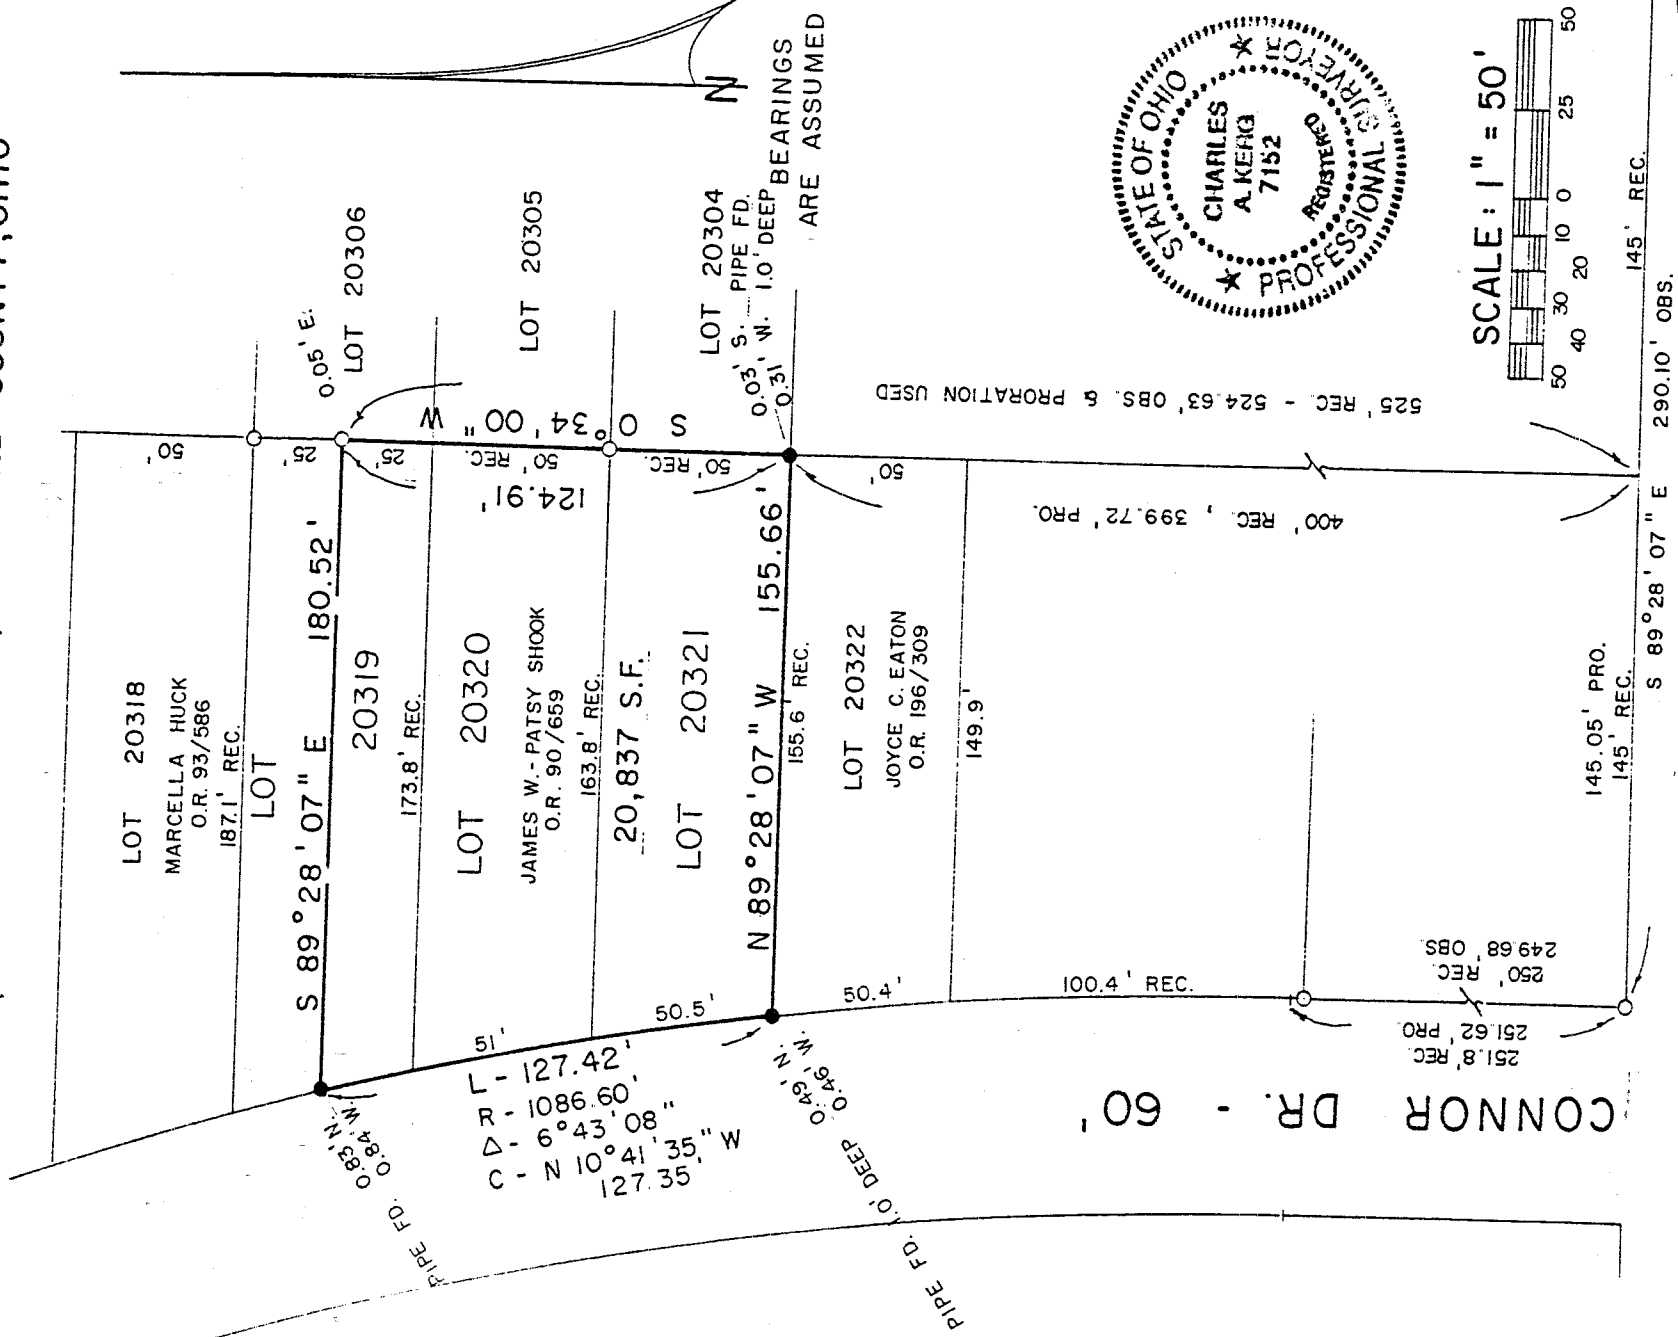 N
BEARINGS
ARE ASSUMED
LOT 20306
LOT 20305
LOT 20304
0.05' E.
0.03' S. PIPE FD.
0.31' W. 1.0' DEEP
50'
25'
25'
50' REC.
50' REC.
50'
S 0°34'00" W
124.91'
525' REC. - 524.63' OBS. & PRORATION USED
400' REC., 399.72' PRO.
LOT 20318
MARCELLA HUCK
O.R. 93/586
187.1' REC.
LOT
20319
S 89°28'07" E 180.52'
173.8' REC.
LOT 20320
JAMES W.-PATSY SHOOK
O.R. 90/659
163.8' REC.
20,837 S.F.
LOT 20321
N 89°28'07" W 155.66'
155.6' REC.
LOT 20322
JOYCE C. EATON
O.R. 196/309
149.9'
51'
50.5'
50.4'
100.4' REC.
L - 127.42'
R - 1086.60'
Δ - 6°43'08"
C - N 10°41'35" W
127.35'
PIPE FD. 0.83' N.
0.84' W.
PIPE FD. 1.0' DEEP 0.49' N.
0.46' W.
250' REC.
249.68' OBS
251.8' REC.
251.62' PRO.
CONNOR DR. - 60'
145.05' PRO.
145' REC.
S 89°28'07" E 290.10' OBS.
145' REC.
STATE OF OHIO
CHARLES
A. KERG
7152
REGISTERED
PROFESSIONAL SURVEYOR
SCALE: 1" = 50'
50 40 30 20 10 0 25 50